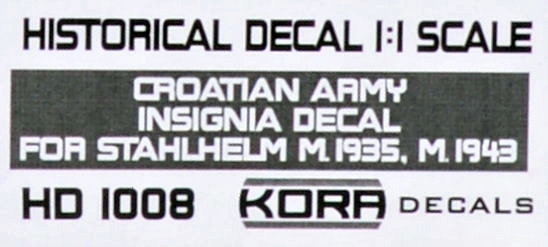 HISTORICAL DECAL 1:1 SCALE
CROATIAN ARMY
INSIGNIA DECAL
FOR STAHLHELM M.1935, M.1943
HD 1008 KORA DECALS